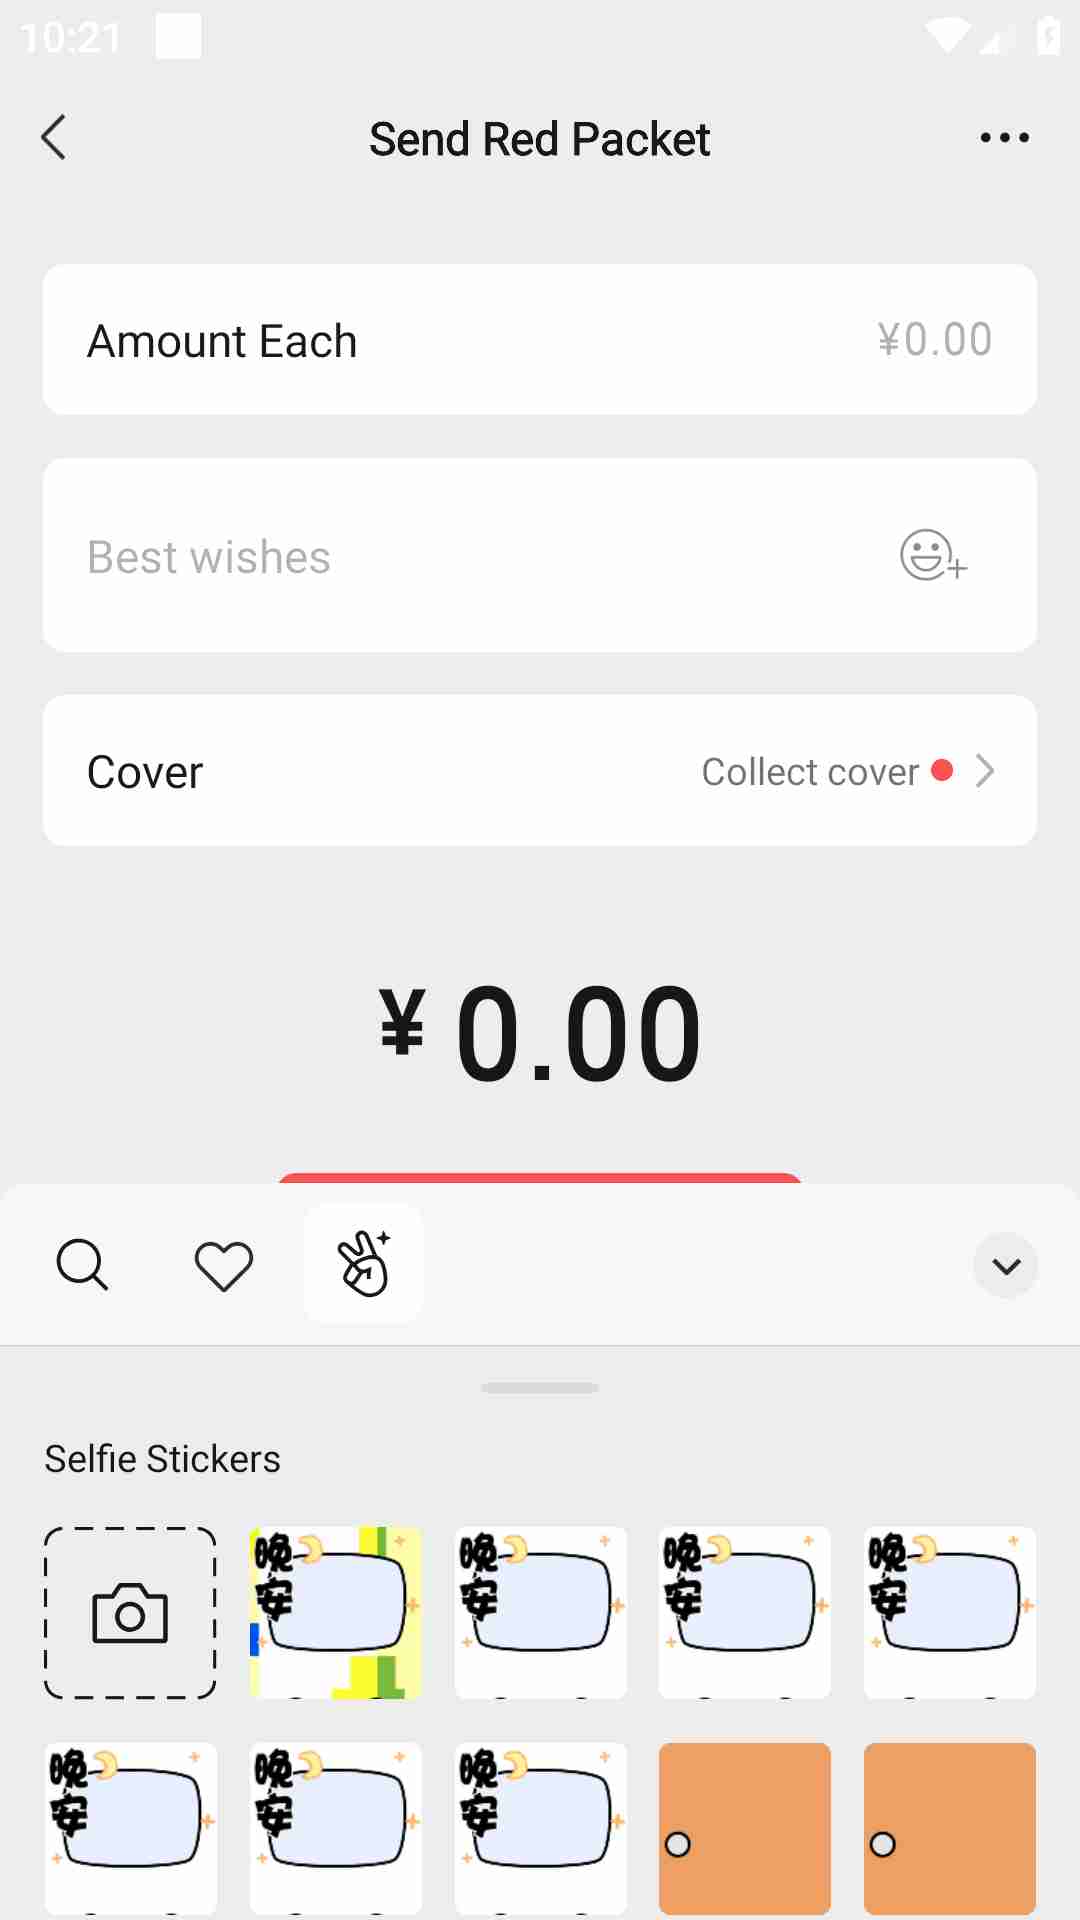 10:21
Send Red Packet
Amount Each
¥0.00
Best wishes
Cover
Collect cover
¥ 0.00
Selfie Stickers
晚安
晚安
晚安
晚安
晚安
晚安
晚安